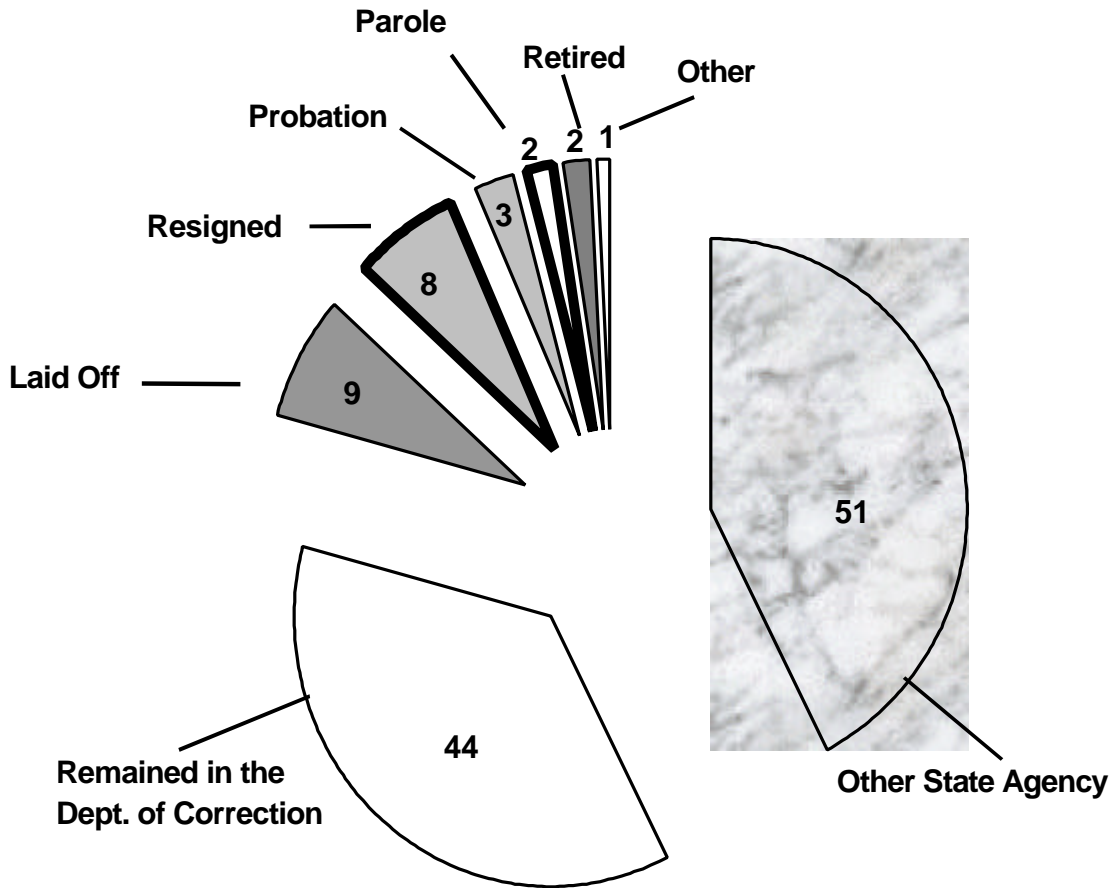 Parole
Retired
Other
Probation
2
2
1
Resigned
3
8
Laid Off
9
51
44
Remained in the
Dept. of Correction
Other State Agency